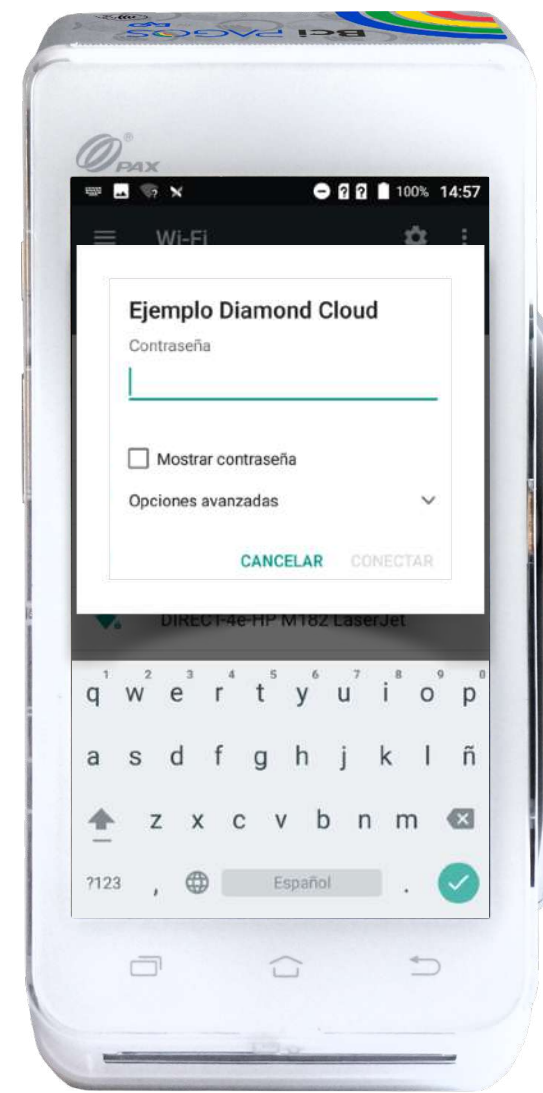 Bci PAGOS
PAX
100% 14:57
Wi-Fi
Ejemplo Diamond Cloud
Contraseña
Mostrar contraseña
Opciones avanzadas
CANCELAR CONECTAR
DIRECT-4e-HP M182 LaserJet
1 2 3 4 5 6 7 8 9 0
q w e r t y u i o p
a s d f g h j k l ñ
z x c v b n m
?123 , Español .